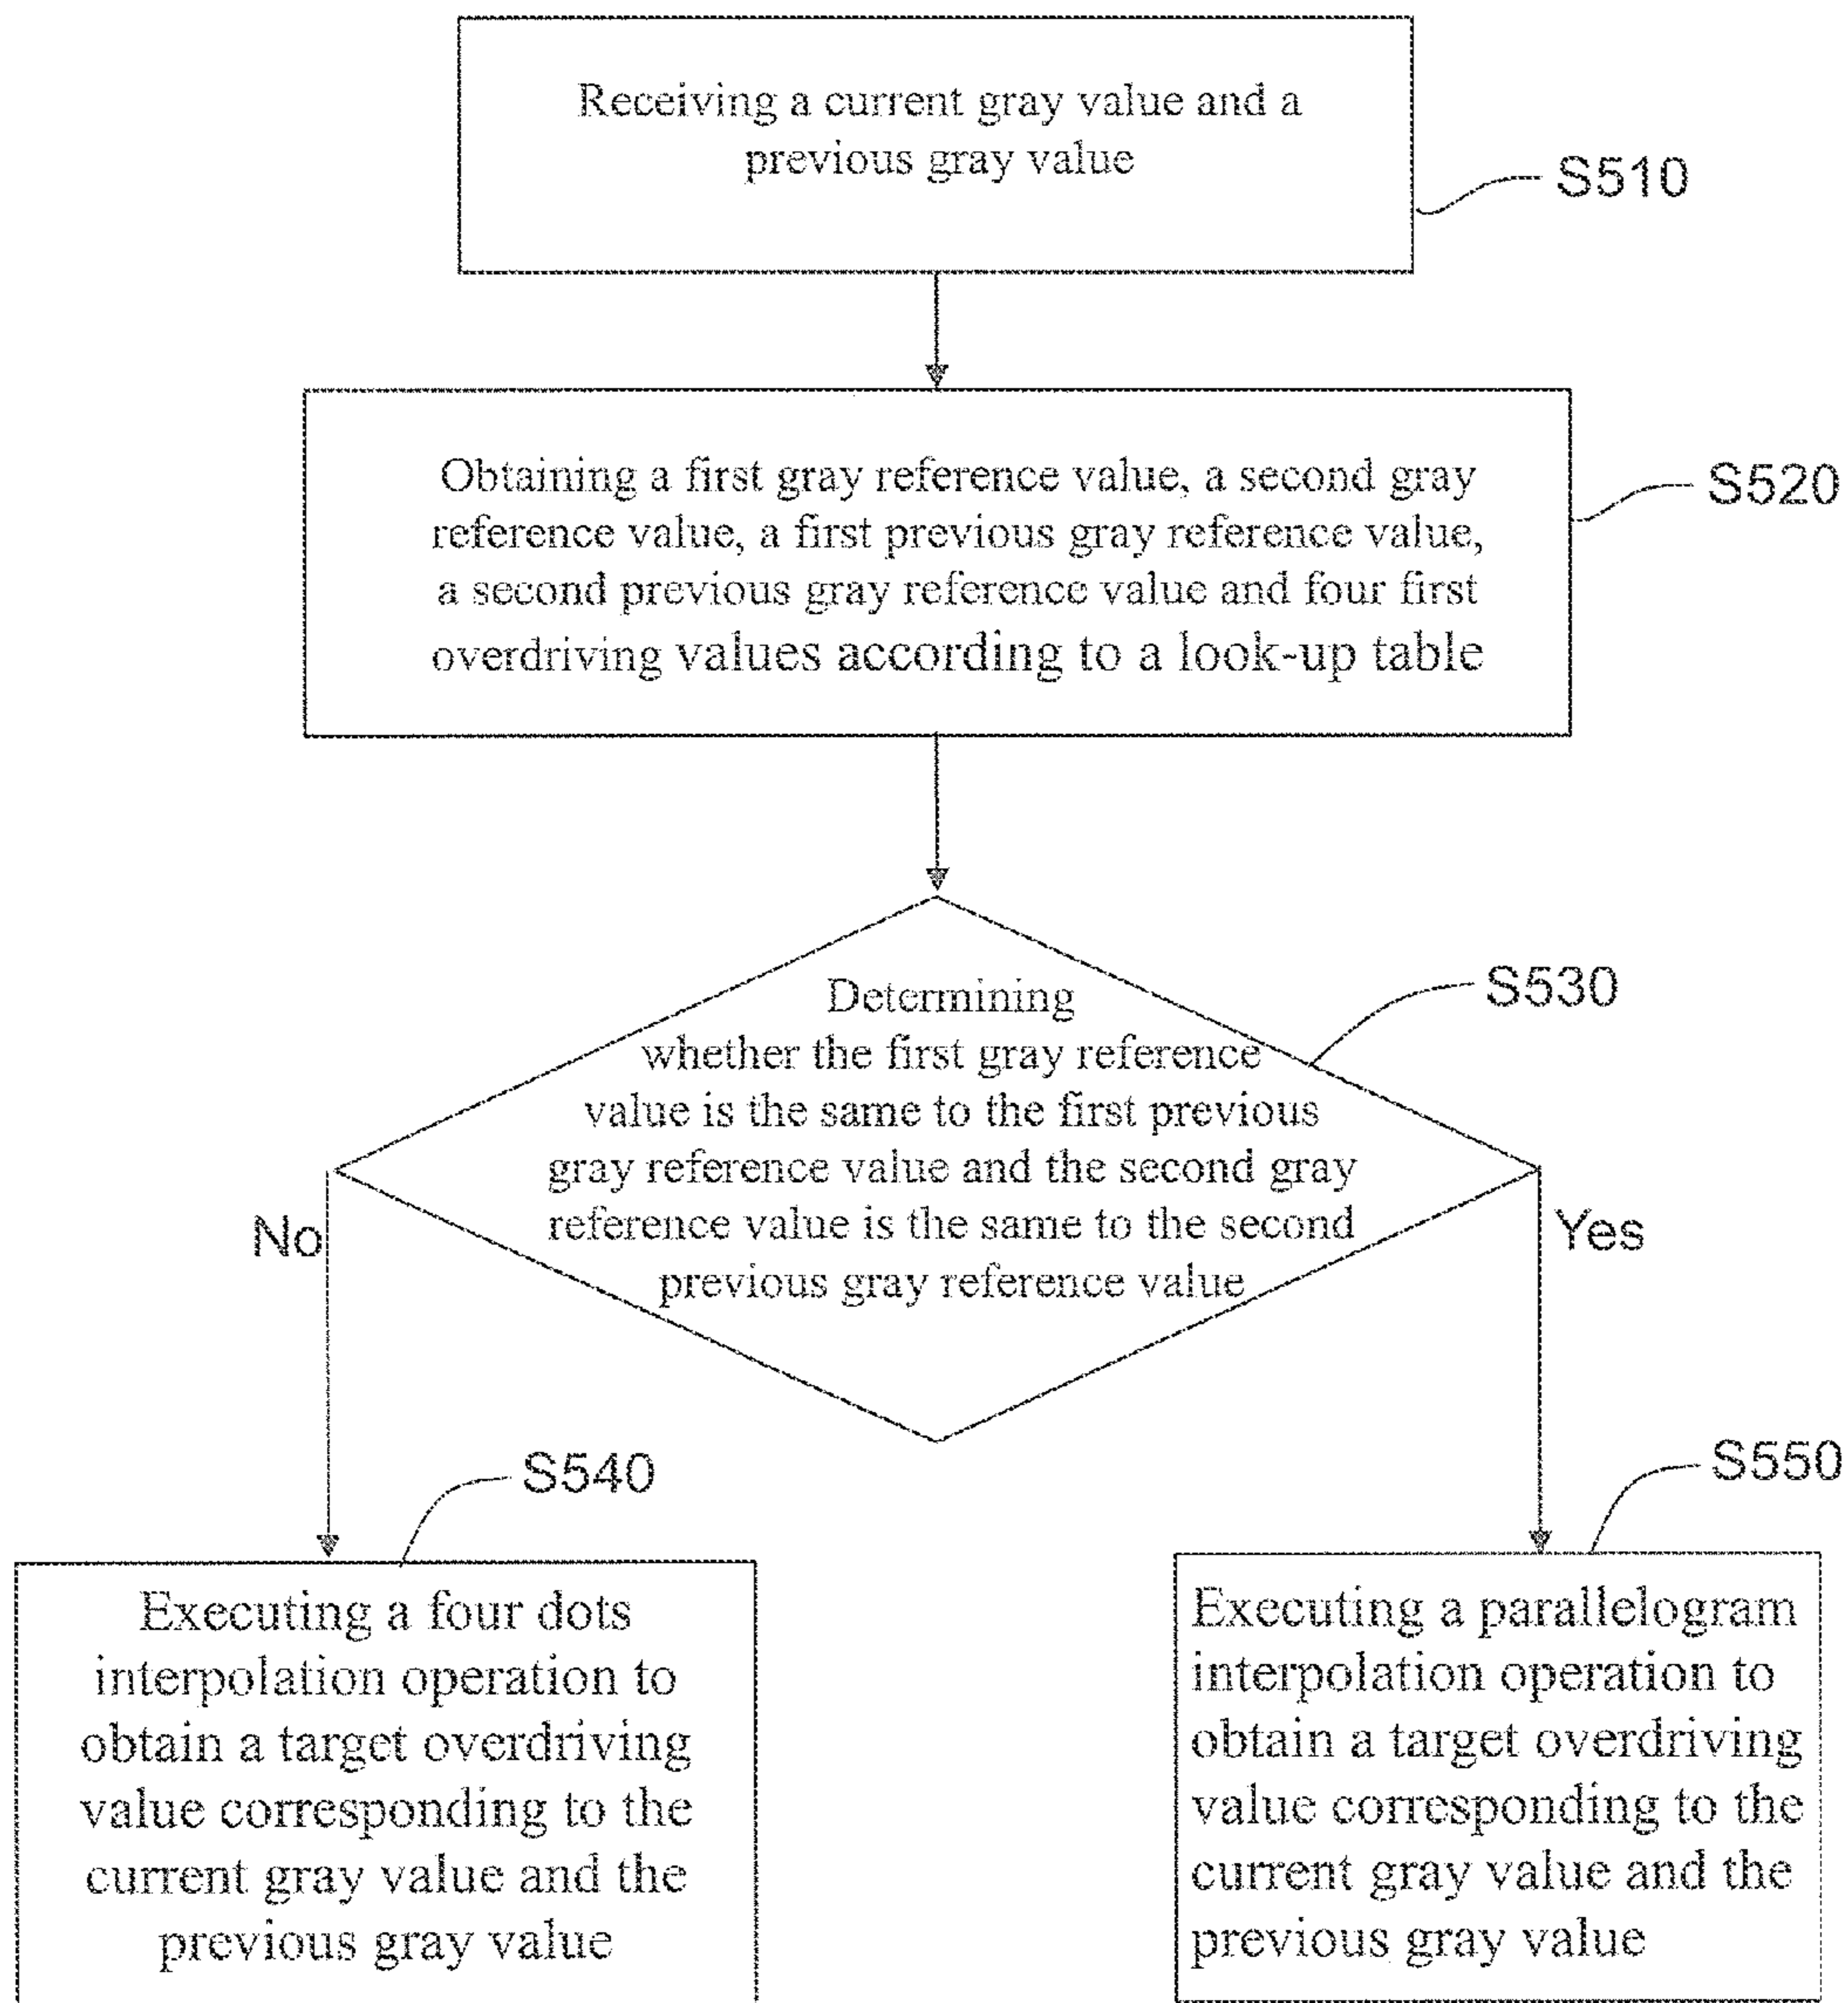 Receiving a current gray value and a
previous gray value
S510
Obtaining a first gray reference value, a second gray
reference value, a first previous gray reference value,
a second previous gray reference value and four first
overdriving values according to a look-up table
S520
Determining
whether the first gray reference
value is the same to the first previous
gray reference value and the second gray
reference value is the same to the second
previous gray reference value
S530
No
Yes
S540
Executing a four dots
interpolation operation to
obtain a target overdriving
value corresponding to the
current gray value and the
previous gray value
S550
Executing a parallelogram
interpolation operation to
obtain a target overdriving
value corresponding to the
current gray value and the
previous gray value